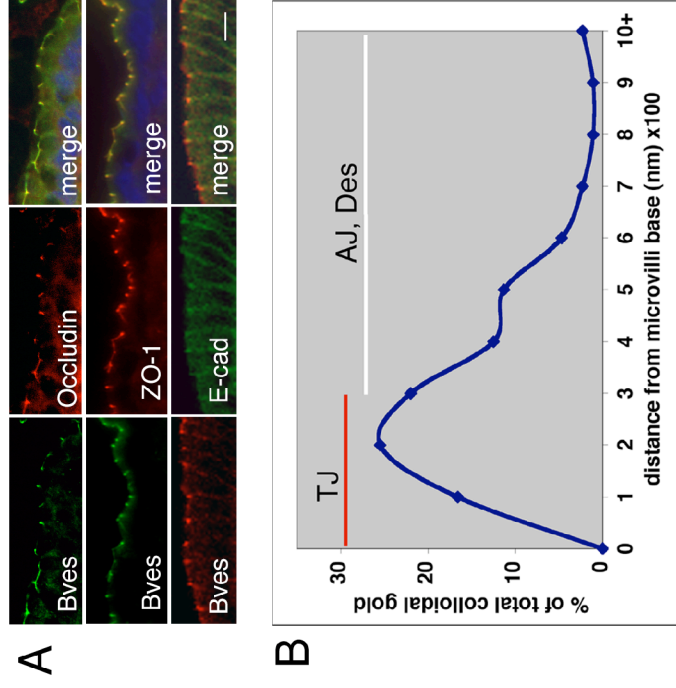 A
Bves
Occludin
merge
Bves
ZO-1
merge
Bves
E-cad
merge
B
% of total colloidal gold
30
20
10
0
TJ
AJ, Des
0 1 2 3 4 5 6 7 8 9 10+
distance from microvilli base (nm) x100